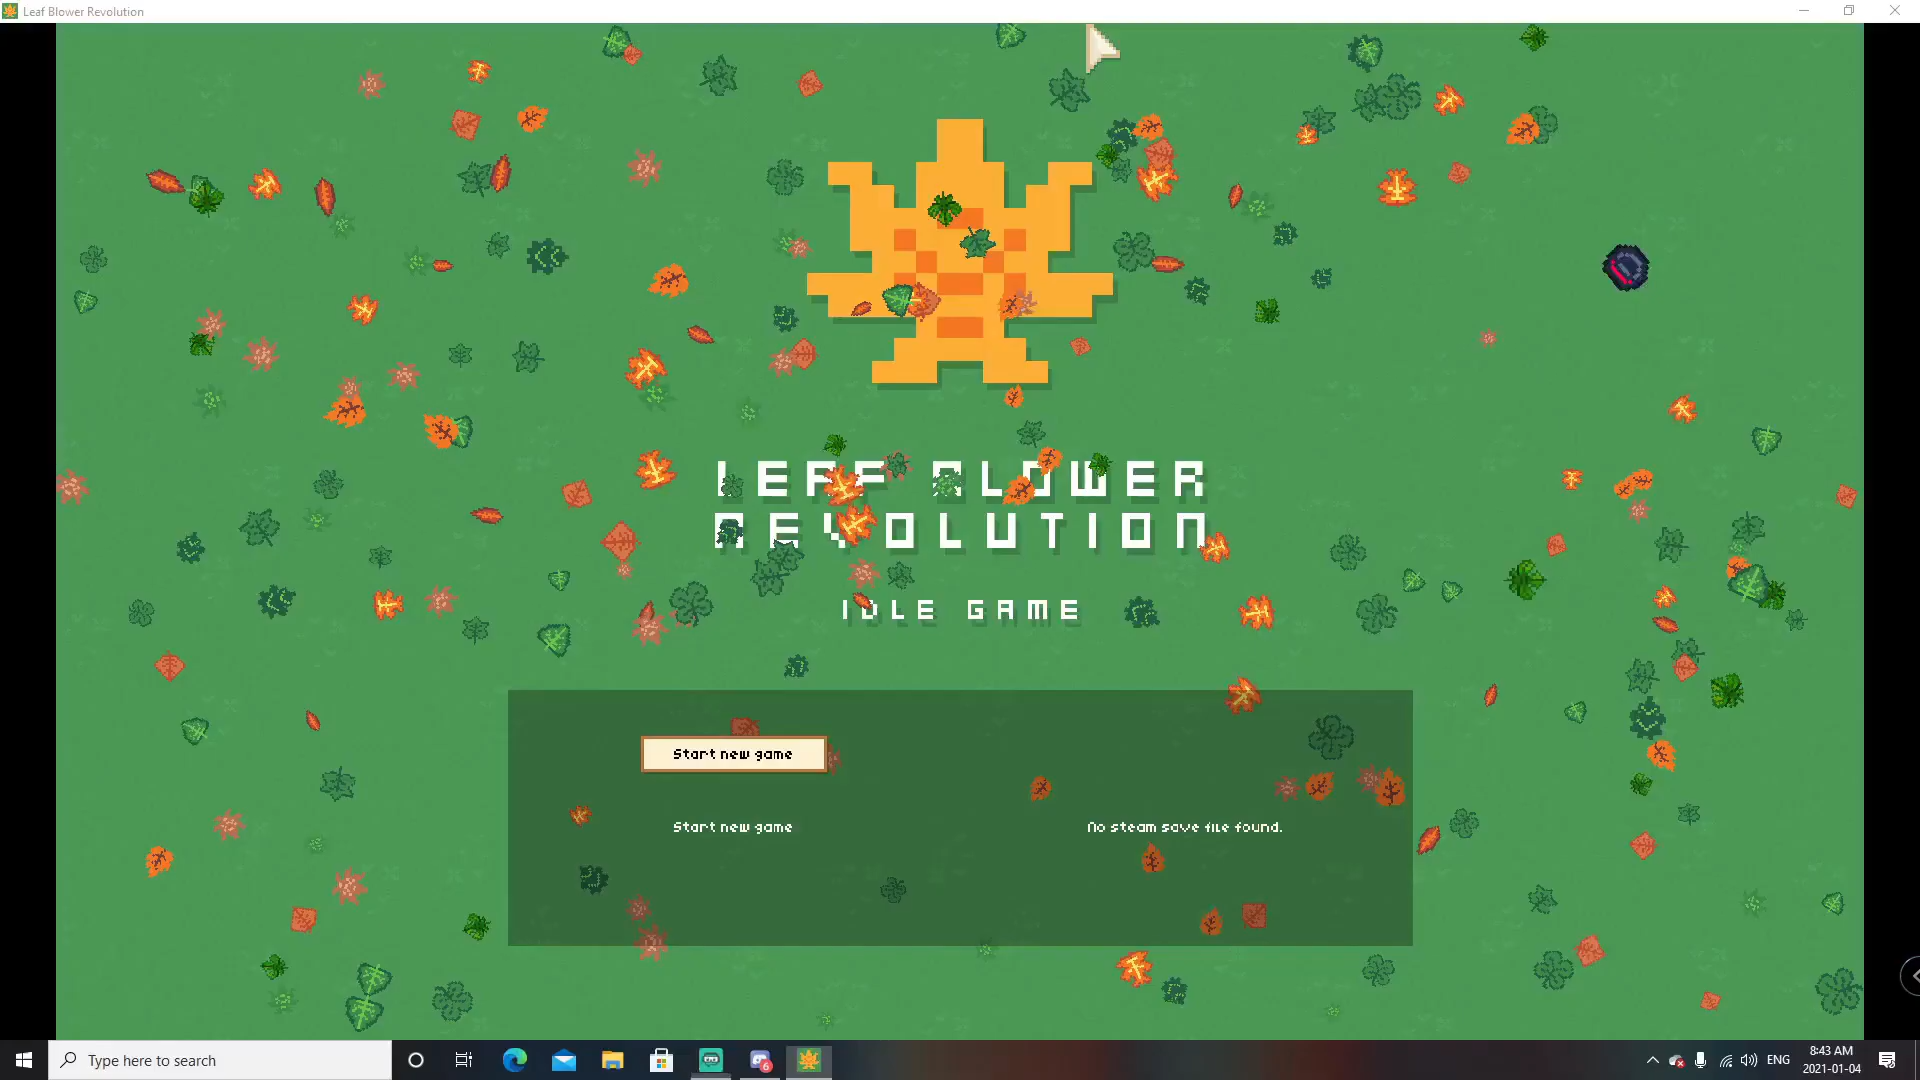 Leaf Blower Revolution
LEAF BLOWER
REVOLUTION
IDLE GAME
Start new game
Start new game
No steam save file found.
Type here to search
6
ENG
8:43 AM
2021-01-04